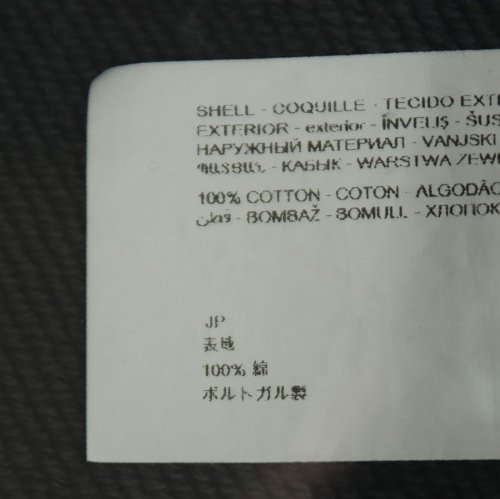 SHELL - COQUILLE - TECIDO EXT
EXTERIOR - exterior - ÎNVELIȘ - ŠUS
НАРУЖНЫЙ МАТЕРИАЛ - VANJSKI
- КАБЫК - WARSTWA ZEW
100% COTTON - COTON - ALGODÃO
قطن - BOMBAŽ - BOMULL - ХЛОПОК
JP
表地
100% 綿
ポルトガル製